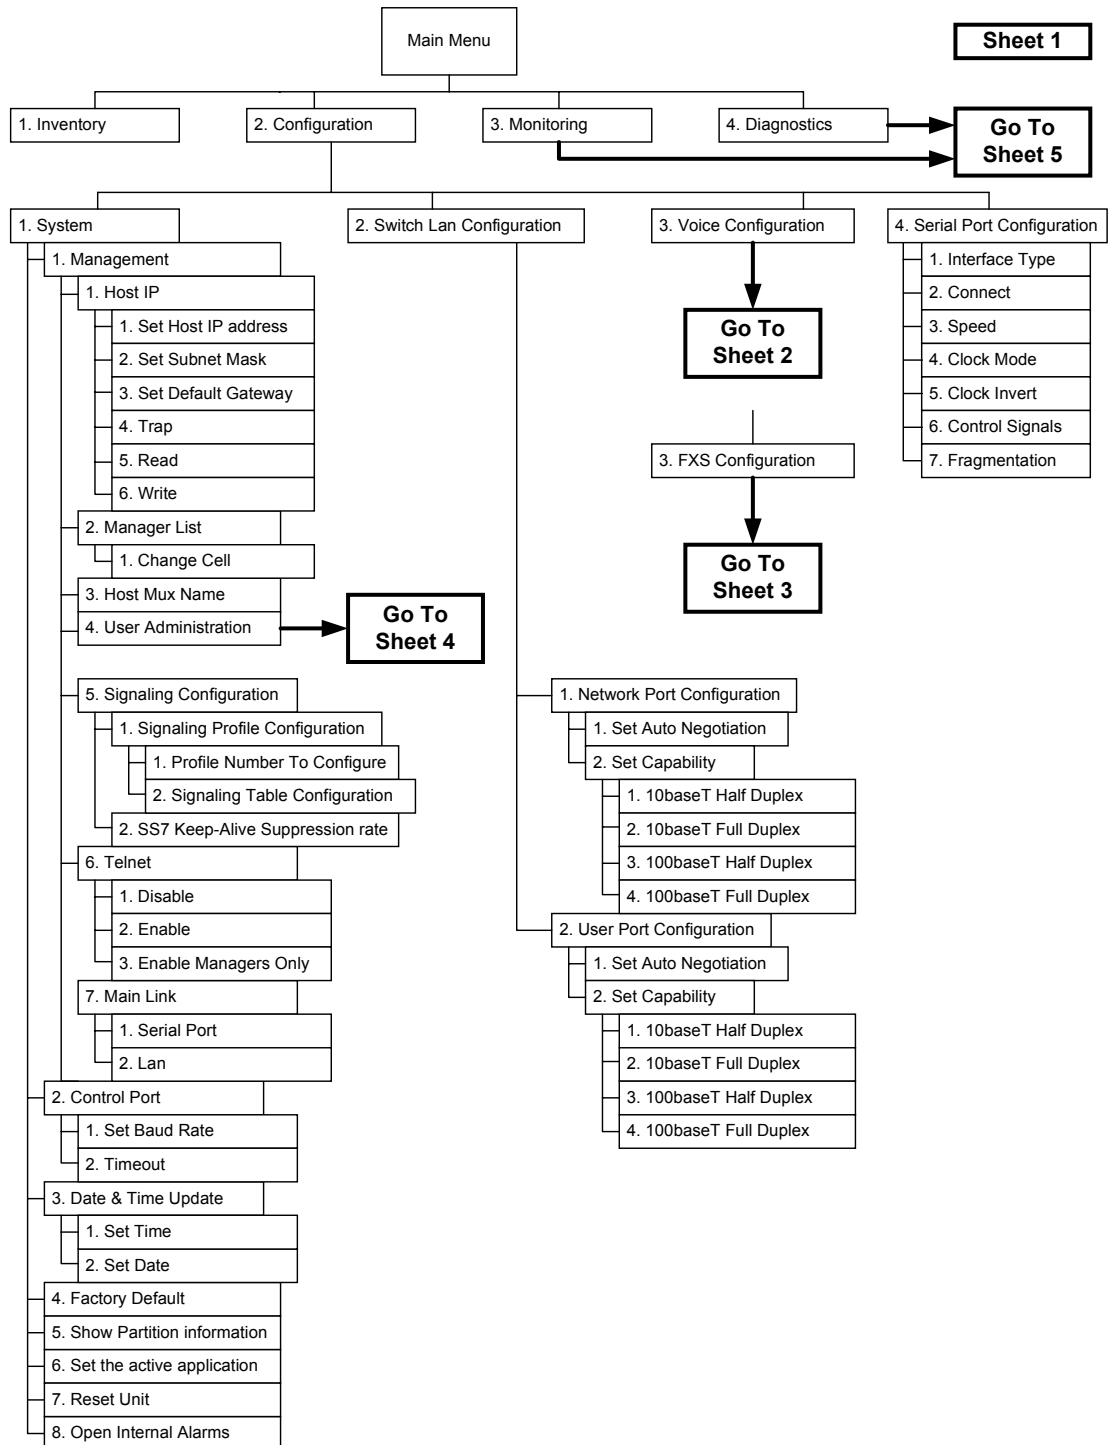 Main Menu
Sheet 1
1. Inventory
2. Configuration
3. Monitoring
4. Diagnostics
Go To
Sheet 5
1. System
2. Switch Lan Configuration
3. Voice Configuration
4. Serial Port Configuration
1. Management
1. Host IP
1. Set Host IP address
2. Set Subnet Mask
3. Set Default Gateway
4. Trap
5. Read
6. Write
2. Manager List
1. Change Cell
3. Host Mux Name
4. User Administration
Go To
Sheet 4
5. Signaling Configuration
1. Signaling Profile Configuration
1. Profile Number To Configure
2. Signaling Table Configuration
2. SS7 Keep-Alive Suppression rate
6. Telnet
1. Disable
2. Enable
3. Enable Managers Only
7. Main Link
1. Serial Port
2. Lan
2. Control Port
1. Set Baud Rate
2. Timeout
3. Date & Time Update
1. Set Time
2. Set Date
4. Factory Default
5. Show Partition information
6. Set the active application
7. Reset Unit
8. Open Internal Alarms
1. Network Port Configuration
1. Set Auto Negotiation
2. Set Capability
1. 10baseT Half Duplex
2. 10baseT Full Duplex
3. 100baseT Half Duplex
4. 100baseT Full Duplex
2. User Port Configuration
1. Set Auto Negotiation
2. Set Capability
1. 10baseT Half Duplex
2. 10baseT Full Duplex
3. 100baseT Half Duplex
4. 100baseT Full Duplex
Go To
Sheet 2
3. FXS Configuration
Go To
Sheet 3
1. Interface Type
2. Connect
3. Speed
4. Clock Mode
5. Clock Invert
6. Control Signals
7. Fragmentation